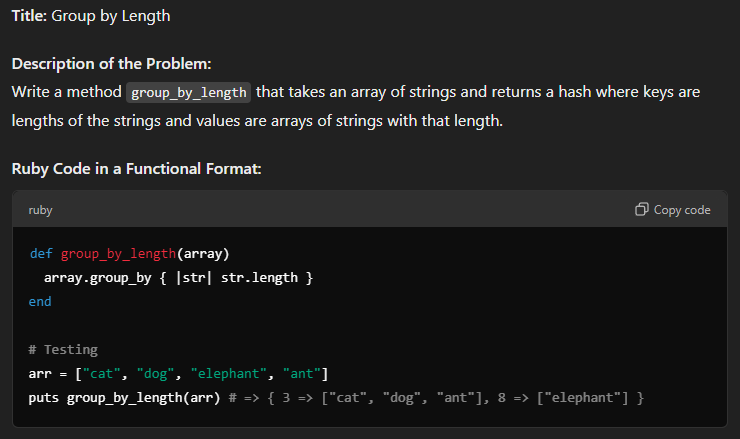 Title: Group by Length
Description of the Problem:
Write a method group_by_length that takes an array of strings and returns a hash where keys are
lengths of the strings and values are arrays of strings with that length.
Ruby Code in a Functional Format:
ruby Copy code
def group_by_length(array)
  array.group_by { |str| str.length }
end
# Testing
arr = ["cat", "dog", "elephant", "ant"]
puts group_by_length(arr) # => { 3 => ["cat", "dog", "ant"], 8 => ["elephant"] }